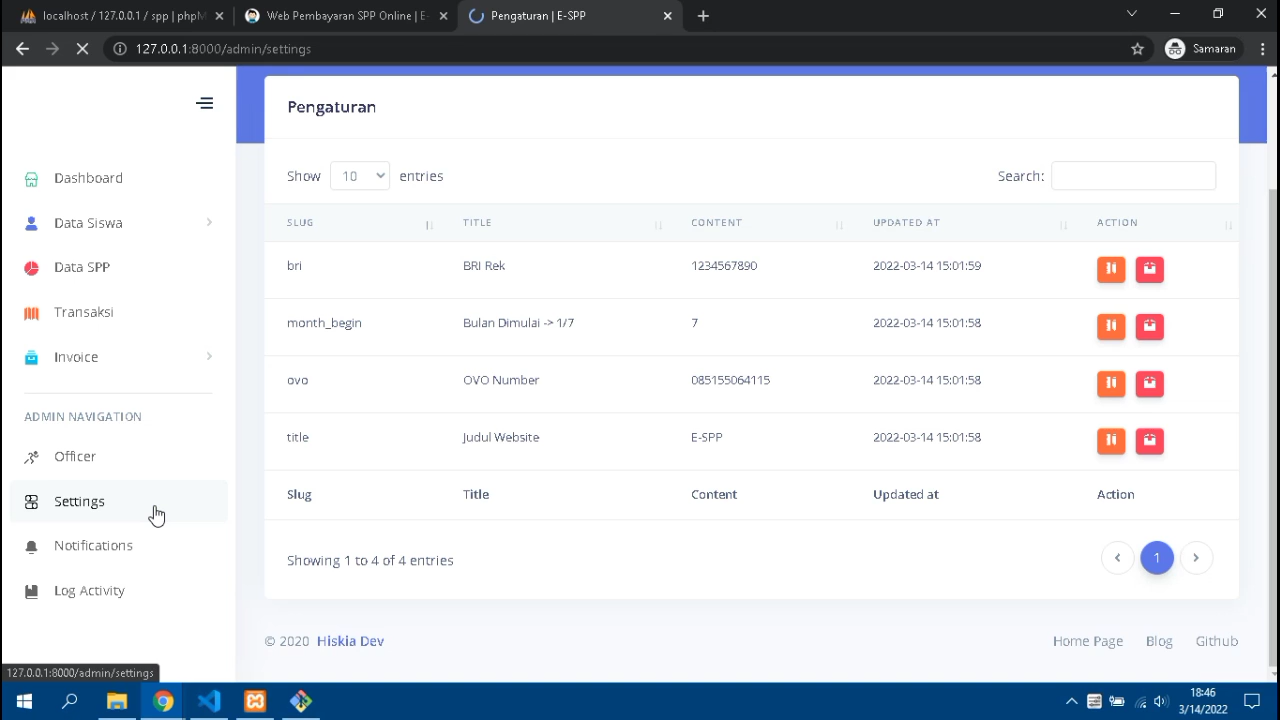 localhost / 127.0.0.1 / spp | phpM
Web Pembayaran SPP Online | E-
Pengaturan | E-SPP
127.0.0.1:8000/admin/settings
Samaran
Pengaturan
Dashboard
Data Siswa
Data SPP
Transaksi
Invoice
ADMIN NAVIGATION
Officer
Settings
Notifications
Log Activity
Show 10 entries
Search:
SLUG TITLE CONTENT UPDATED AT ACTION
bri BRI Rek 1234567890 2022-03-14 15:01:59
month_begin Bulan Dimulai -> 1/7 7 2022-03-14 15:01:58
ovo OVO Number 085155064115 2022-03-14 15:01:58
title Judul Website E-SPP 2022-03-14 15:01:58
Slug Title Content Updated at Action
Showing 1 to 4 of 4 entries
1
© 2020 Hiskia Dev
Home Page Blog Github
127.0.0.1:8000/admin/settings
18:46
3/14/2022